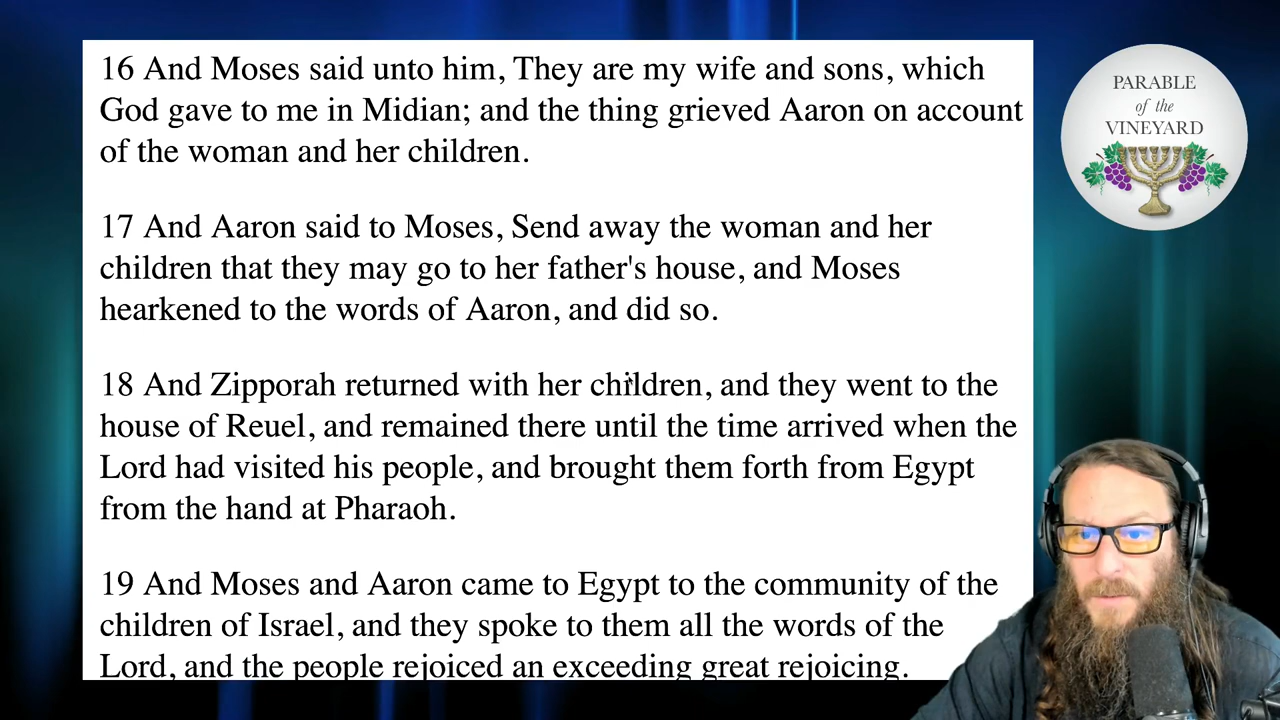 16 And Moses said unto him, They are my wife and sons, which
God gave to me in Midian; and the thing grieved Aaron on account
of the woman and her children.
17 And Aaron said to Moses, Send away the woman and her
children that they may go to her father's house, and Moses
hearkened to the words of Aaron, and did so.
18 And Zipporah returned with her children, and they went to the
house of Reuel, and remained there until the time arrived when the
Lord had visited his people, and brought them forth from Egypt
from the hand at Pharaoh.
19 And Moses and Aaron came to Egypt to the community of the
children of Israel, and they spoke to them all the words of the
Lord, and the people rejoiced an exceeding great rejoicing.
PARABLE
of the
VINEYARD